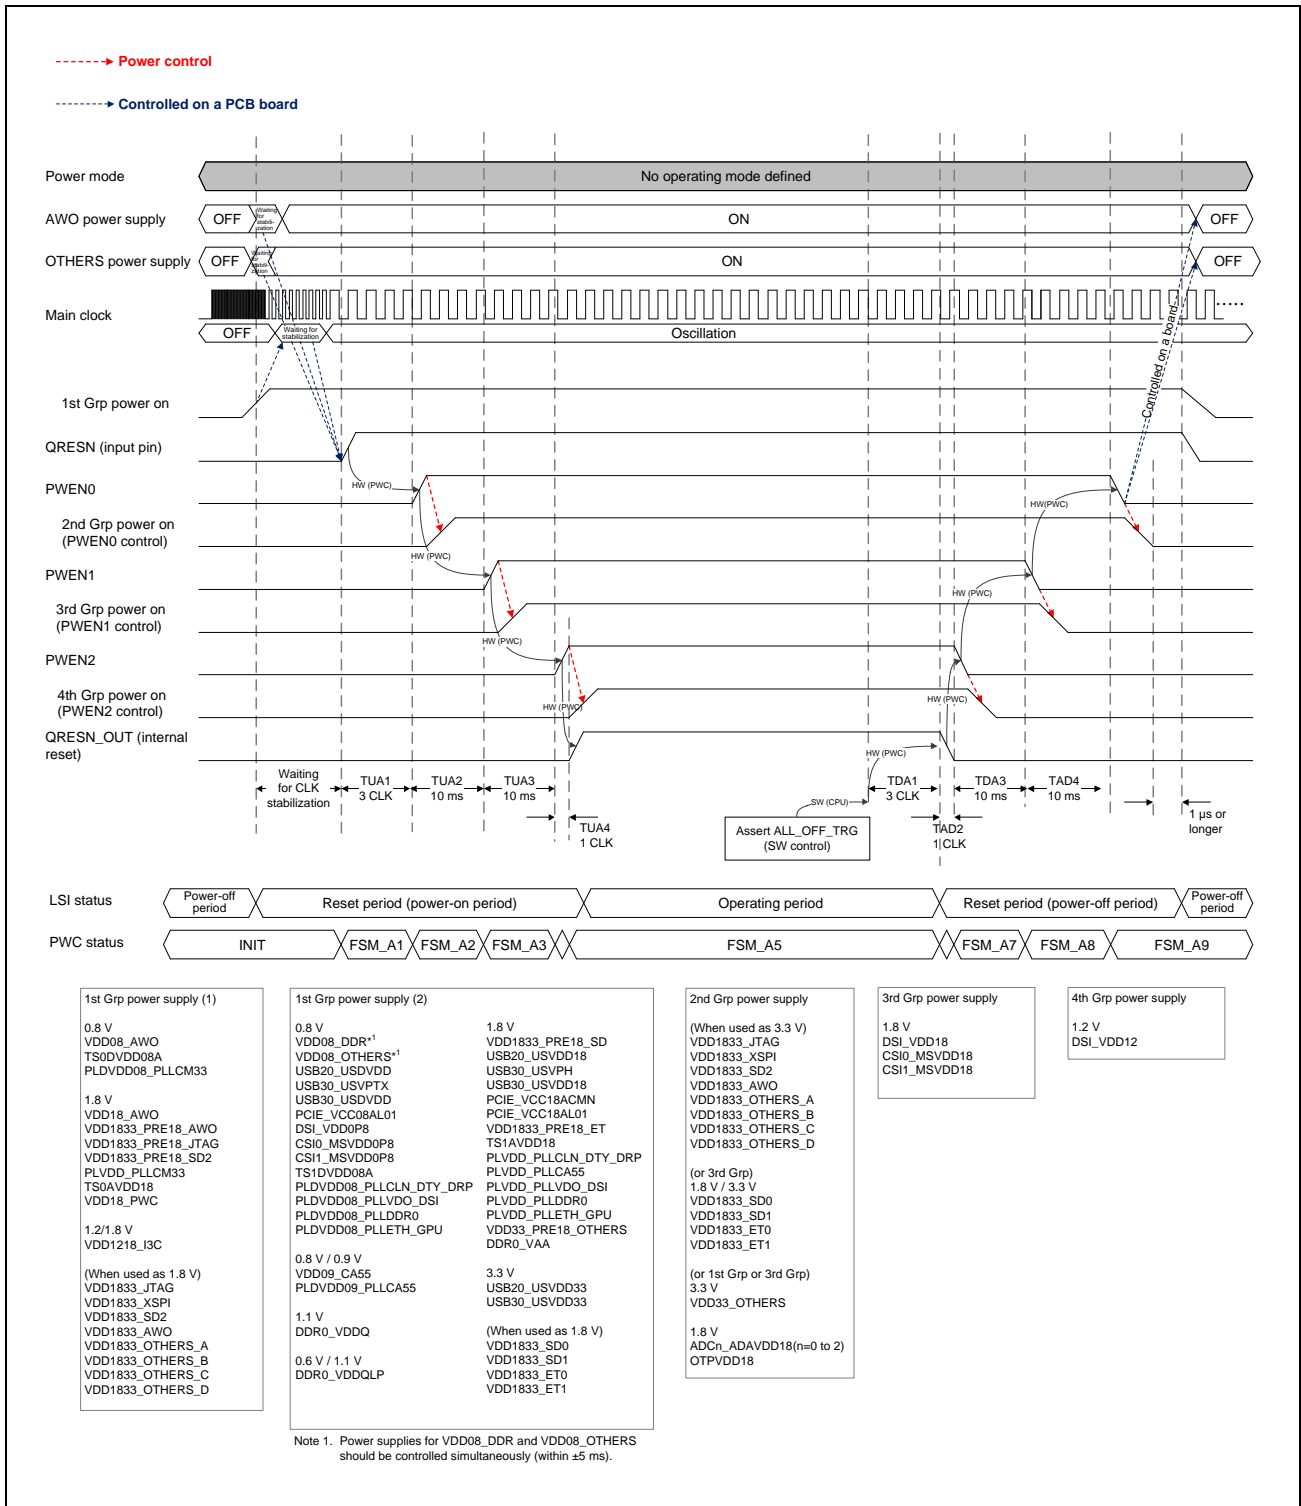 Power control
Controlled on a PCB board
Power mode
No operating mode defined
AWO power supply
OFF
Waiting
for
stabili-
zation
ON
OFF
OTHERS power supply
OFF
Waiting
for
stabili-
zation
ON
OFF
Main clock
OFF
Waiting for
stabilization
Oscillation
Controlled on a board
1st Grp power on
QRESN (input pin)
HW (PWC)
PWEN0
HW(PWC)
2nd Grp power on
(PWEN0 control)
HW (PWC)
PWEN1
HW (PWC)
3rd Grp power on
(PWEN1 control)
HW (PWC)
PWEN2
4th Grp power on
(PWEN2 control)
HW (PWC)
HW (PWC)
QRESN_OUT (internal
reset)
HW (PWC)
Waiting
for CLK
stabilization
TUA1
3 CLK
TUA2
10 ms
TUA3
10 ms
TUA4
1 CLK
SW (CPU)
Assert ALL_OFF_TRG
(SW control)
TDA1
3 CLK
TAD2
1 CLK
TDA3
10 ms
TAD4
10 ms
1 µs or
longer
LSI status
Power-off
period
Reset period (power-on period)
Operating period
Reset period (power-off period)
Power-off
period
PWC status
INIT
FSM_A1
FSM_A2
FSM_A3
FSM_A5
FSM_A7
FSM_A8
FSM_A9
1st Grp power supply (1)
0.8 V
VDD08_AWO
TS0DVDD08A
PLDVDD08_PLLCM33
1.8 V
VDD18_AWO
VDD1833_PRE18_AWO
VDD1833_PRE18_JTAG
VDD1833_PRE18_SD2
PLVDD_PLLCM33
TS0AVDD18
VDD18_PWC
1.2/1.8 V
VDD1218_I3C
(When used as 1.8 V)
VDD1833_JTAG
VDD1833_XSPI
VDD1833_SD2
VDD1833_AWO
VDD1833_OTHERS_A
VDD1833_OTHERS_B
VDD1833_OTHERS_C
VDD1833_OTHERS_D
1st Grp power supply (2)
0.8 V
VDD08_DDR*1
VDD08_OTHERS*1
USB20_USDVDD
USB30_USVPTX
USB30_USDVDD
PCIE_VCC08AL01
DSI_VDD0P8
CSI0_MSVDD0P8
CSI1_MSVDD0P8
TS1DVDD08A
PLDVDD08_PLLCLN_DTY_DRP
PLDVDD08_PLLVDO_DSI
PLDVDD08_PLLDDR0
PLDVDD08_PLLETH_GPU
0.8 V / 0.9 V
VDD09_CA55
PLDVDD09_PLLCA55
1.1 V
DDR0_VDDQ
0.6 V / 1.1 V
DDR0_VDDQLP
1.8 V
VDD1833_PRE18_SD
USB20_USVDD18
USB30_USVPH
USB30_USVDD18
PCIE_VCC18ACMN
PCIE_VCC18AL01
VDD1833_PRE18_ET
TS1AVDD18
PLVDD_PLLCLN_DTY_DRP
PLVDD_PLLCA55
PLVDD_PLLVDO_DSI
PLVDD_PLLDDR0
PLVDD_PLLETH_GPU
VDD33_PRE18_OTHERS
DDR0_VAA
3.3 V
USB20_USVDD33
USB30_USVDD33
(When used as 1.8 V)
VDD1833_SD0
VDD1833_SD1
VDD1833_ET0
VDD1833_ET1
2nd Grp power supply
(When used as 3.3 V)
VDD1833_JTAG
VDD1833_XSPI
VDD1833_SD2
VDD1833_AWO
VDD1833_OTHERS_A
VDD1833_OTHERS_B
VDD1833_OTHERS_C
VDD1833_OTHERS_D
(or 3rd Grp)
1.8 V / 3.3 V
VDD1833_SD0
VDD1833_SD1
VDD1833_ET0
VDD1833_ET1
(or 1st Grp or 3rd Grp)
3.3 V
VDD33_OTHERS
1.8 V
ADCn_ADAVDD18(n=0 to 2)
OTPVDD18
3rd Grp power supply
1.8 V
DSI_VDD18
CSI0_MSVDD18
CSI1_MSVDD18
4th Grp power supply
1.2 V
DSI_VDD12
Note 1. Power supplies for VDD08_DDR and VDD08_OTHERS
should be controlled simultaneously (within ±5 ms).